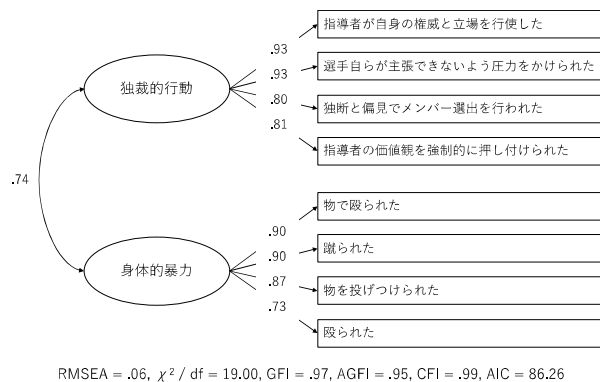 指導者が自身の権威と立場を行使した
.93
選手自らが主張できないよう圧力をかけられた
.93
独裁的行動
.80
独断と偏見でメンバー選出を行われた
.81
指導者の価値観を強制的に押し付けられた
.74
物で殴られた
.90
蹴られた
.90
身体的暴力
.87
物を投げつけられた
.73
殴られた
RMSEA = .06, χ² / df = 19.00, GFI = .97, AGFI = .95, CFI = .99, AIC = 86.26